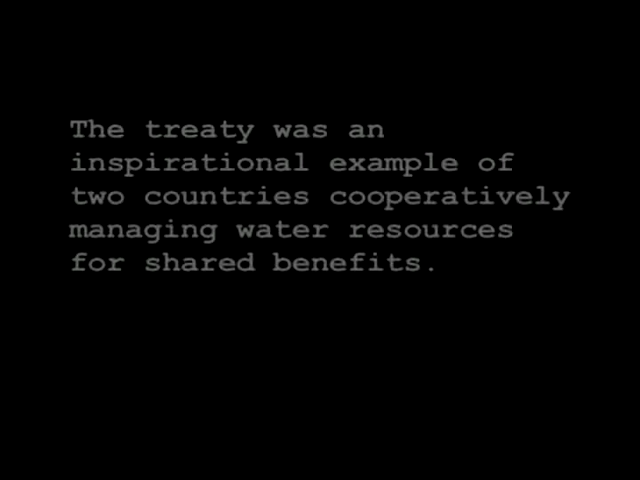 The treaty was an
inspirational example of
two countries cooperatively
managing water resources
for shared benefits.